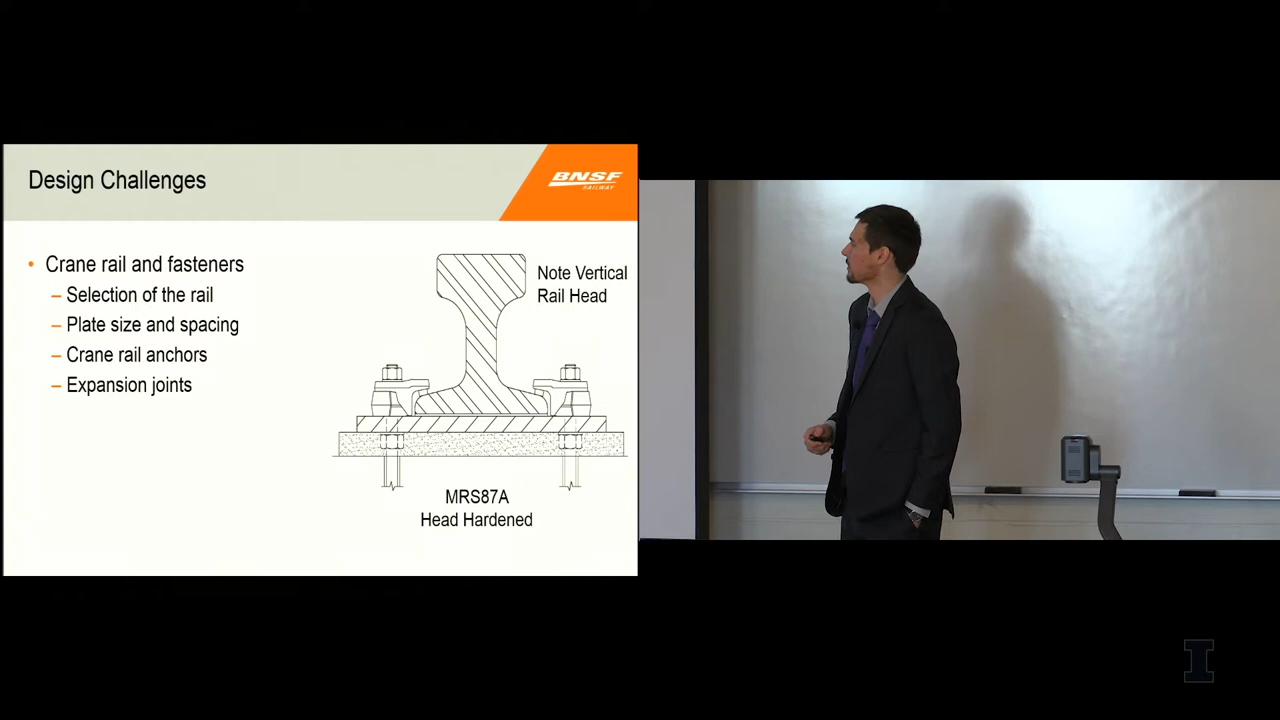 Design Challenges
BNSF
RAILWAY
• Crane rail and fasteners
– Selection of the rail
– Plate size and spacing
– Crane rail anchors
– Expansion joints
Note Vertical
Rail Head
MRS87A
Head Hardened
I